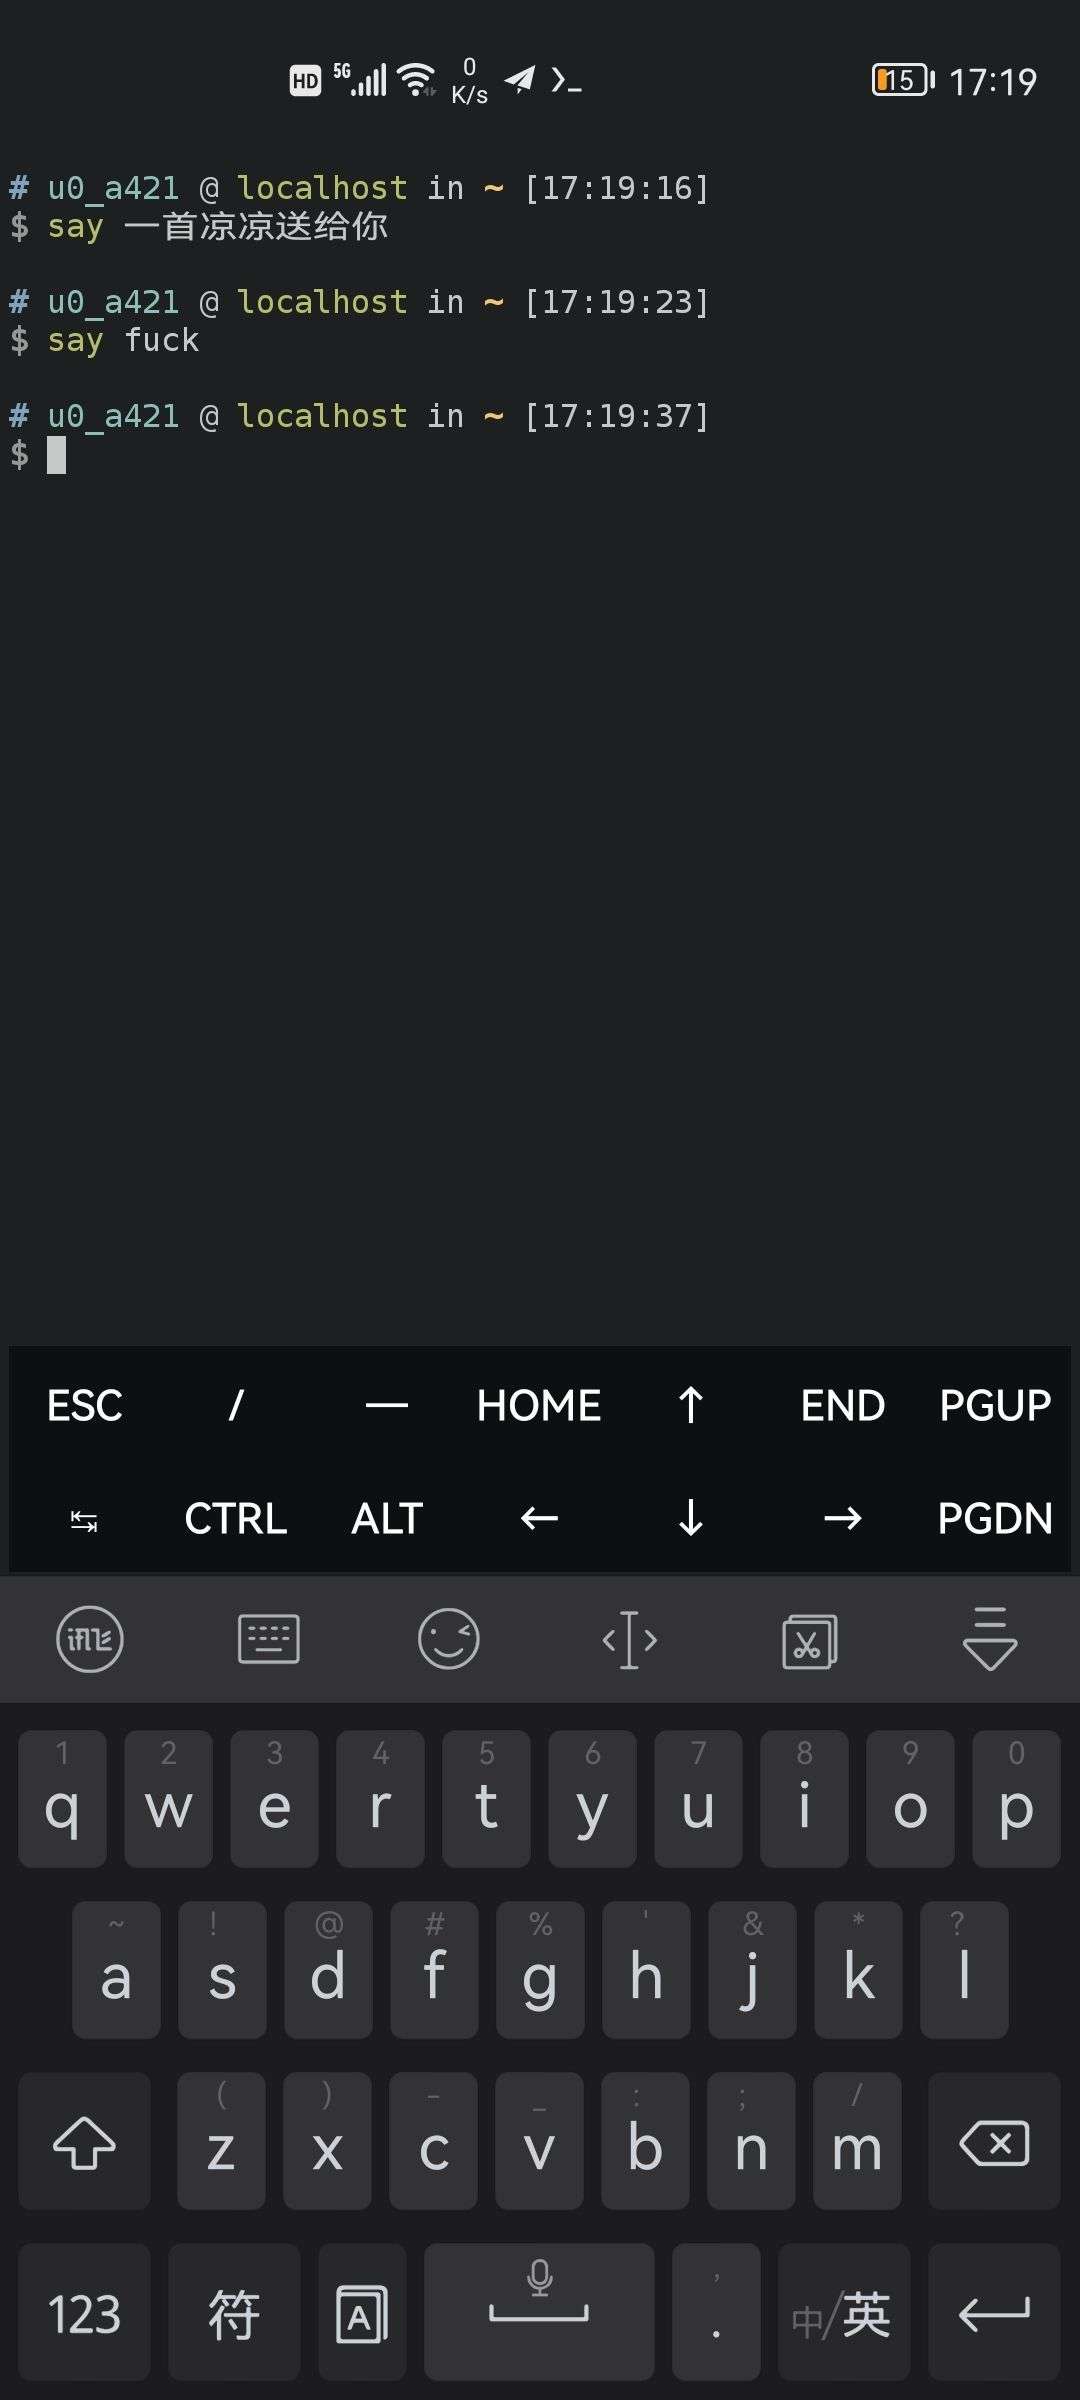 HD 5G 0 K/s 15 17:19
# u0_a421 @ localhost in ~ [17:19:16]
$ say 一首凉凉送给你
# u0_a421 @ localhost in ~ [17:19:23]
$ say fuck
# u0_a421 @ localhost in ~ [17:19:37]
$
ESC / — HOME ↑ END PGUP
↹ CTRL ALT ← ↓ → PGDN
1 2 3 4 5 6 7 8 9 0
q w e r t y u i o p
~ ! @ # % ' & * ?
a s d f g h j k l
( ) - _ : ; /
z x c v b n m
123 符 A , . 中/英